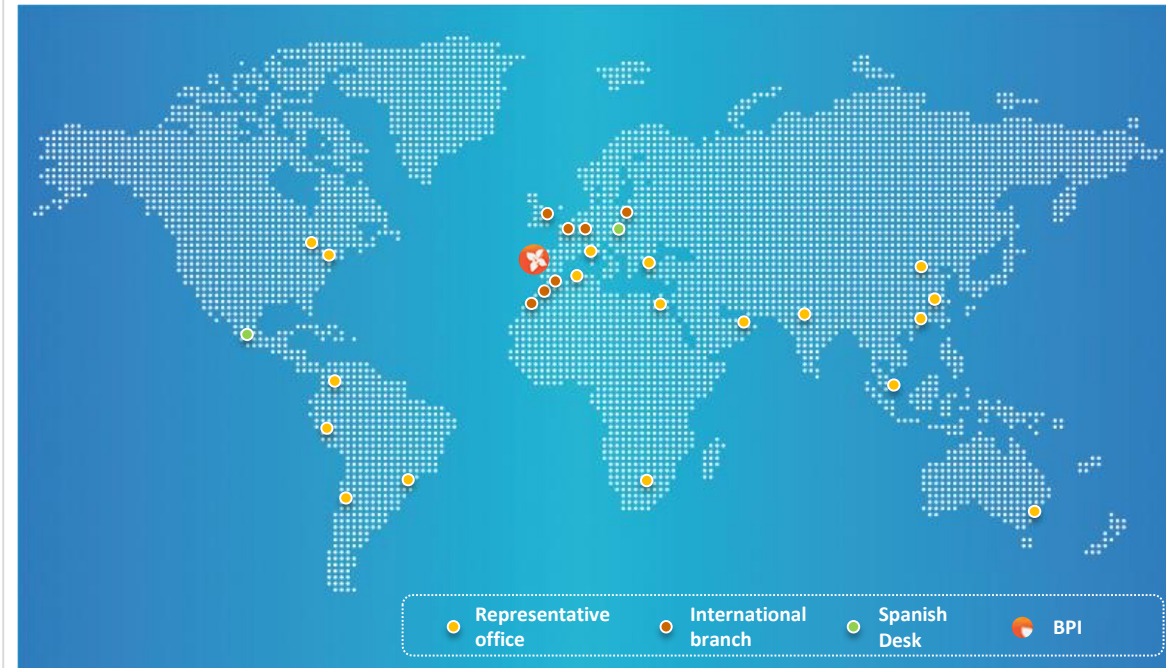 Representative
office
International
branch
Spanish
Desk
BPI